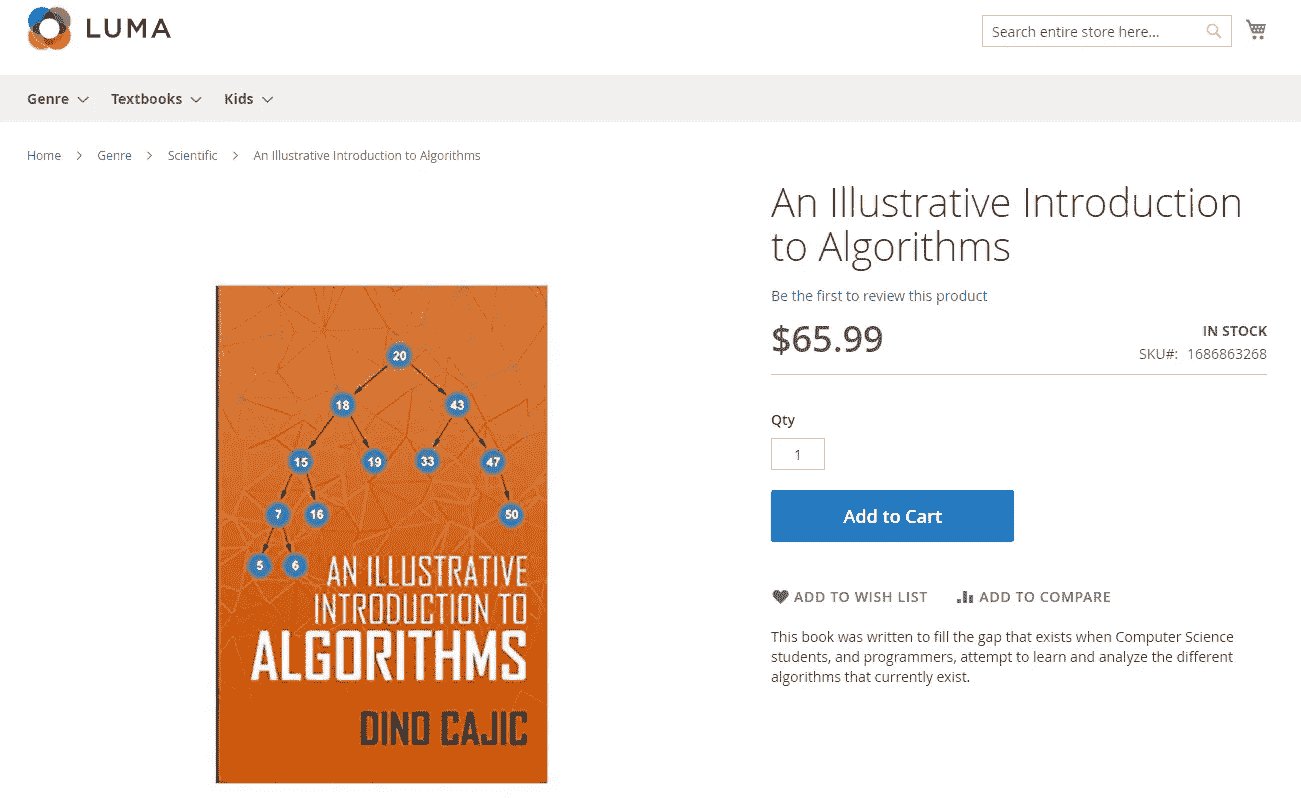 LUMA
Search entire store here...
Genre Textbooks Kids
Home > Genre > Scientific > An Illustrative Introduction to Algorithms
An Illustrative Introduction
to Algorithms
Be the first to review this product
$65.99
IN STOCK
SKU#: 1686863268
Qty
1
Add to Cart
ADD TO WISH LIST ADD TO COMPARE
This book was written to fill the gap that exists when Computer Science
students, and programmers, attempt to learn and analyze the different
algorithms that currently exist.
20
18 43
15 19 33 47
7 16 50
5 6
AN ILLUSTRATIVE
INTRODUCTION TO
ALGORITHMS
DINO CAJIC